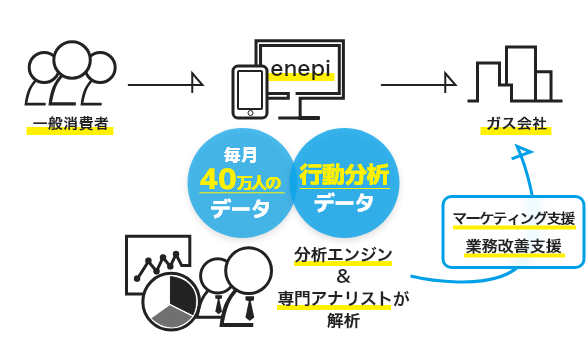 enepi
一般消費者
ガス会社
毎月
40万人の
データ
行動分析
データ
マーケティング支援
業務改善支援
分析エンジン
&
専門アナリストが
解析